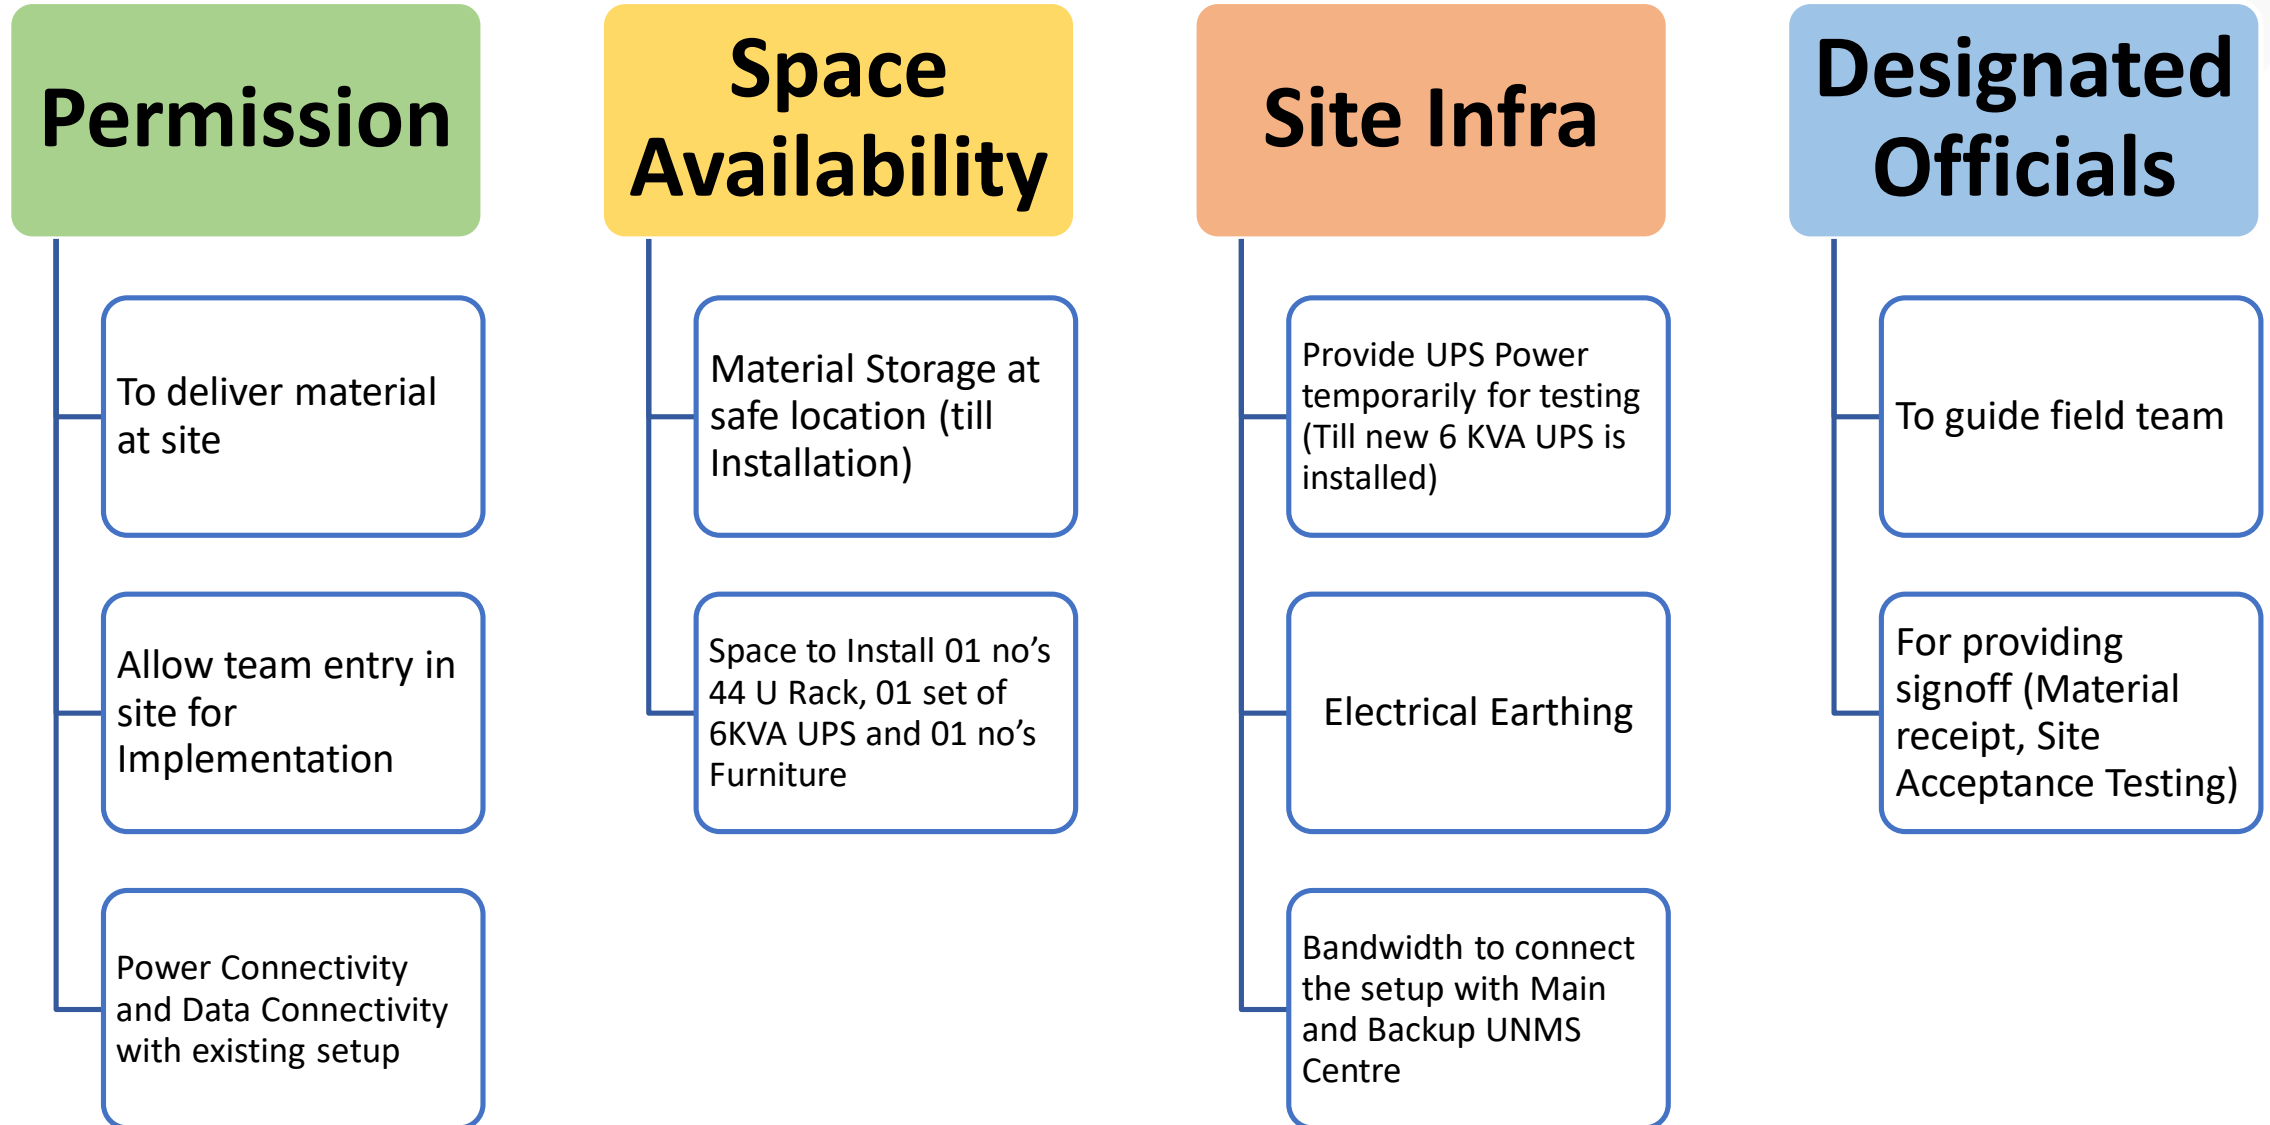 Permission
To deliver material
at site
Allow team entry in
site for
Implementation
Power Connectivity
and Data Connectivity
with existing setup
Space
Availability
Material Storage at
safe location (till
Installation)
Space to Install 01 no’s
44 U Rack, 01 set of
6KVA UPS and 01 no’s
Furniture
Site Infra
Provide UPS Power
temporarily for testing
(Till new 6 KVA UPS is
installed)
Electrical Earthing
Bandwidth to connect
the setup with Main
and Backup UNMS
Centre
Designated
Officials
To guide field team
For providing
signoff (Material
receipt, Site
Acceptance Testing)